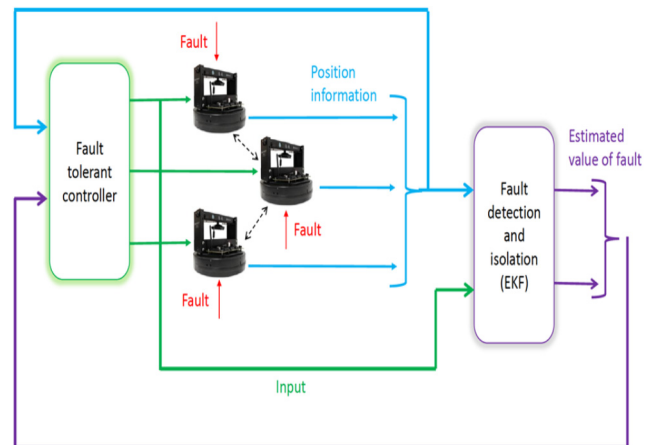 Fault
Position
information
Fault
tolerant
controller
Fault
Fault
Input
Fault
detection
and
isolation
(EKF)
Estimated
value of fault